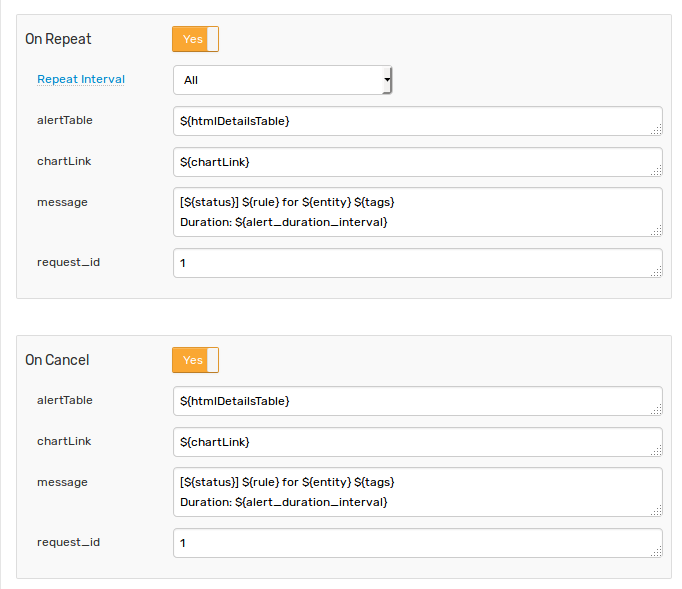 On Repeat Yes
Repeat Interval All
alertTable ${htmlDetailsTable}
chartLink ${chartLink}
message [${status}] ${rule} for ${entity} ${tags}
Duration: ${alert_duration_interval}
request_id 1
On Cancel Yes
alertTable ${htmlDetailsTable}
chartLink ${chartLink}
message [${status}] ${rule} for ${entity} ${tags}
Duration: ${alert_duration_interval}
request_id 1